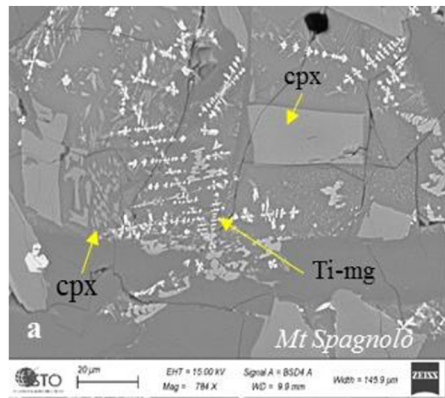 cpx
cpx
Ti-mg
a
Mt Spagnolo
STO
20 µm
EHT = 15.00 kV
Signal A = BSD4 A
Mag = 784 X
WD = 9.9 mm
Width = 145.9 µm
ZEISS